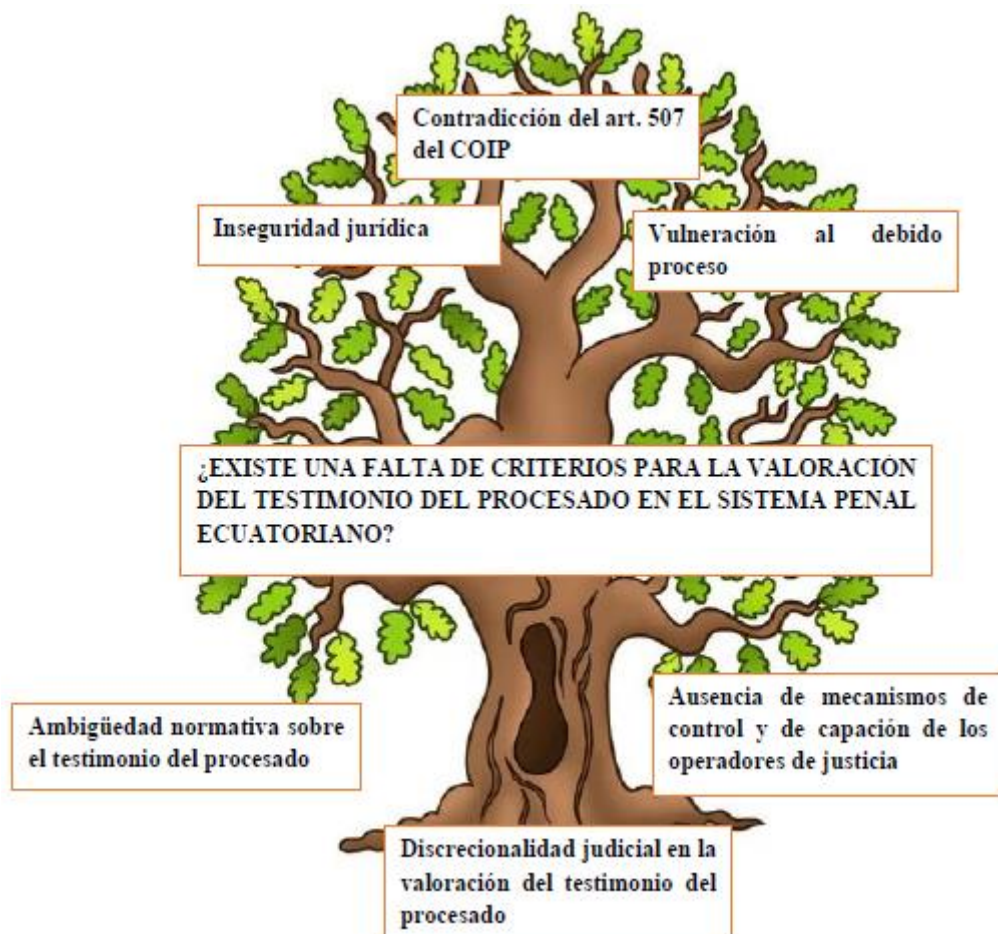 Contradicción del art. 507
del COIP
Inseguridad jurídica
Vulneración al debido
proceso
¿EXISTE UNA FALTA DE CRITERIOS PARA LA VALORACIÓN
DEL TESTIMONIO DEL PROCESADO EN EL SISTEMA PENAL
ECUATORIANO?
Ambigüedad normativa sobre
el testimonio del procesado
Ausencia de mecanismos de
control y de capación de los
operadores de justicia
Discrecionalidad judicial en la
valoración del testimonio del
procesado